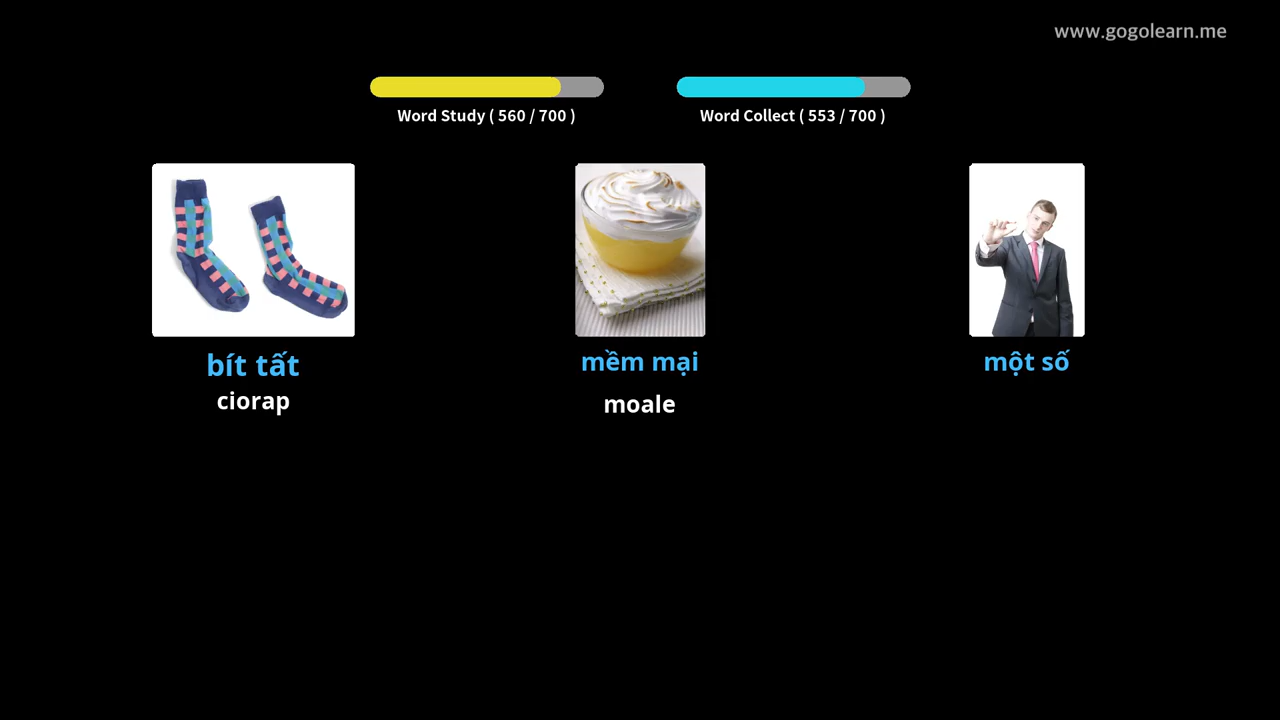 www.gogolearn.me
Word Study ( 560 / 700 )
Word Collect ( 553 / 700 )
bít tất
ciorap
mềm mại
moale
một số